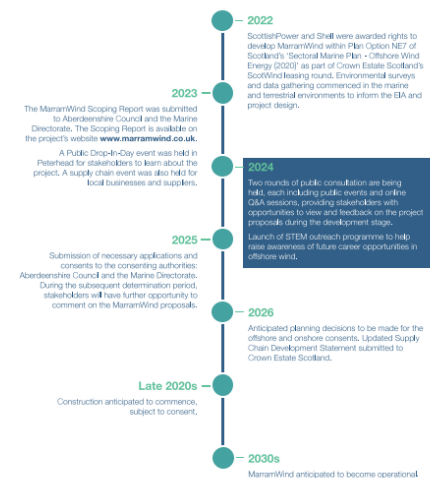 2022
ScottishPower and Shell were awarded rights to
develop MarramWind within Plan Option NE7 of
Scotland's 'Sectoral Marine Plan - Offshore Wind
Energy (2020)' as part of Crown Estate Scotland's
ScotWind leasing round. Environmental surveys
and data gathering commenced in the marine
and terrestrial environments to inform the EIA and
project design.
2023
The MarramWind Scoping Report was submitted
to Aberdeenshire Council and the Marine
Directorate. The Scoping Report is available on
the project's website www.marramwind.co.uk.
A Public Drop-In-Day event was held in
Peterhead for stakeholders to learn about the
project. A supply chain event was also held for
local businesses and suppliers.
2024
Two rounds of public consultation are being
held, each including public events and online
Q&A sessions, providing stakeholders with
opportunities to view and feedback on the project
proposals during the development stage.
Launch of STEM outreach programme to help
raise awareness of future career opportunities in
offshore wind.
2025
Submission of necessary applications and
consents to the consenting authorities:
Aberdeenshire Council and the Marine Directorate.
During the subsequent determination period,
stakeholders will have further opportunity to
comment on the MarramWind proposals.
2026
Anticipated planning decisions to be made for the
offshore and onshore consents. Updated Supply
Chain Development Statement submitted to
Crown Estate Scotland.
Late 2020s
Construction anticipated to commence,
subject to consent.
2030s
MarramWind anticipated to become operational